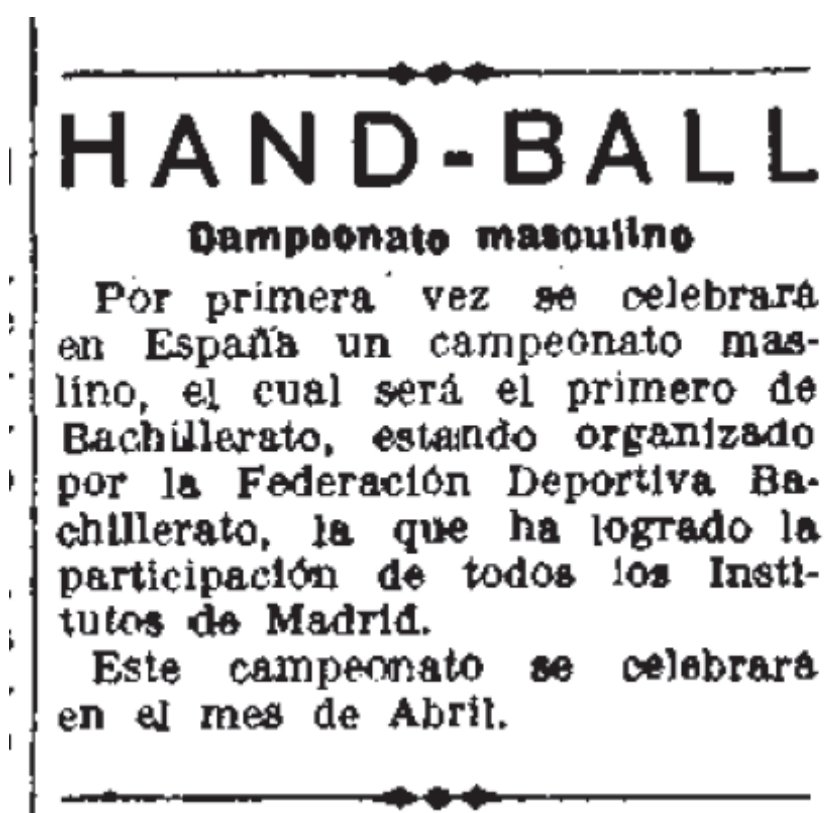 HAND-BALL
Campeonato masculino
Por primera vez se celebrará
en España un campeonato mas-
lino, el cual será el primero de
Bachillerato, estando organizado
por la Federación Deportiva Ba-
chillerato, la que ha logrado la
participación de todos los Insti-
tutos de Madrid.
Este campeonato se celebrará
en el mes de Abril.